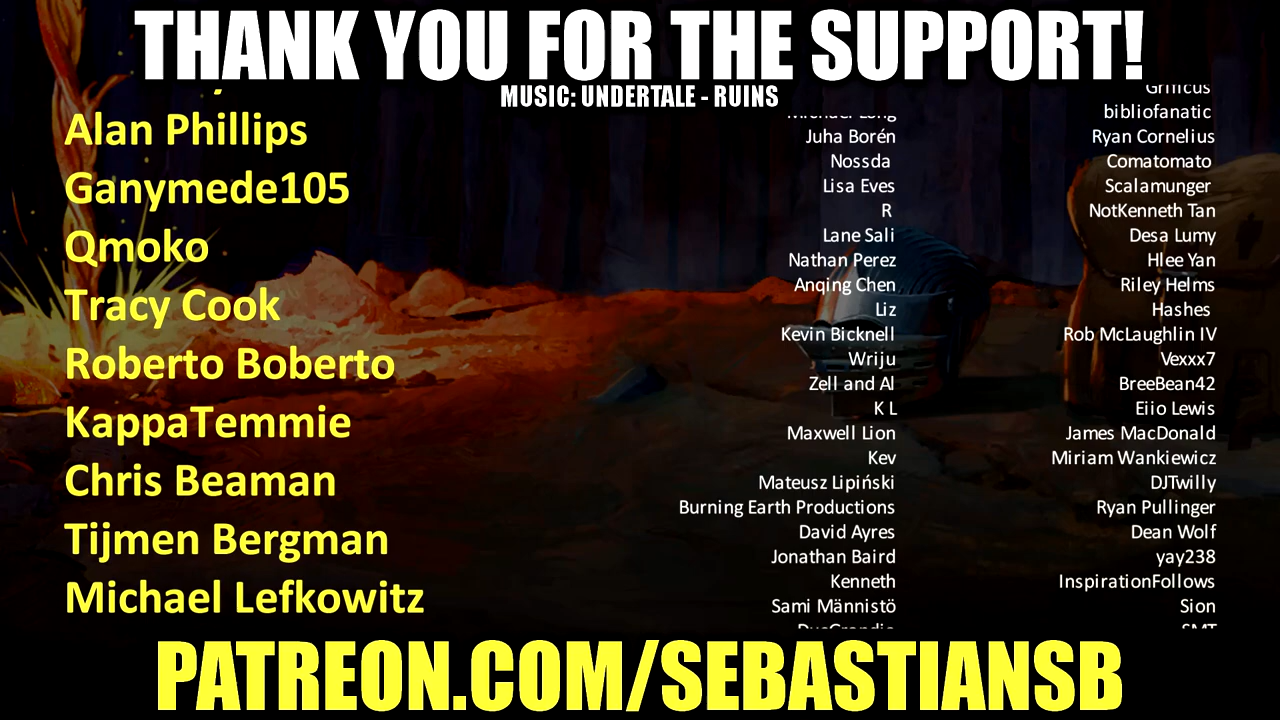 THANK YOU FOR THE SUPPORT!
MUSIC: UNDERTALE - RUINS
Alan Phillips
Ganymede105
Qmoko
Tracy Cook
Roberto Boberto
KappaTemmie
Chris Beaman
Tijmen Bergman
Michael Lefkowitz
Michael Long
Juha Borén
Nossda
Lisa Eves
R
Lane Sali
Nathan Perez
Anqing Chen
Liz
Kevin Bicknell
Wriju
Zell and Al
K L
Maxwell Lion
Kev
Mateusz Lipiński
Burning Earth Productions
David Ayres
Jonathan Baird
Kenneth
Sami Männistö
Grificus
bibliofanatic
Ryan Cornelius
Comatomato
Scalamunger
NotKenneth Tan
Desa Lumy
Hlee Yan
Riley Helms
Hashes
Rob McLaughlin IV
Vexxx7
BreeBean42
Eiio Lewis
James MacDonald
Miriam Wankiewicz
DJTwilly
Ryan Pullinger
Dean Wolf
yay238
InspirationFollows
Sion
SMT
PATREON.COM/SEBASTIANSB